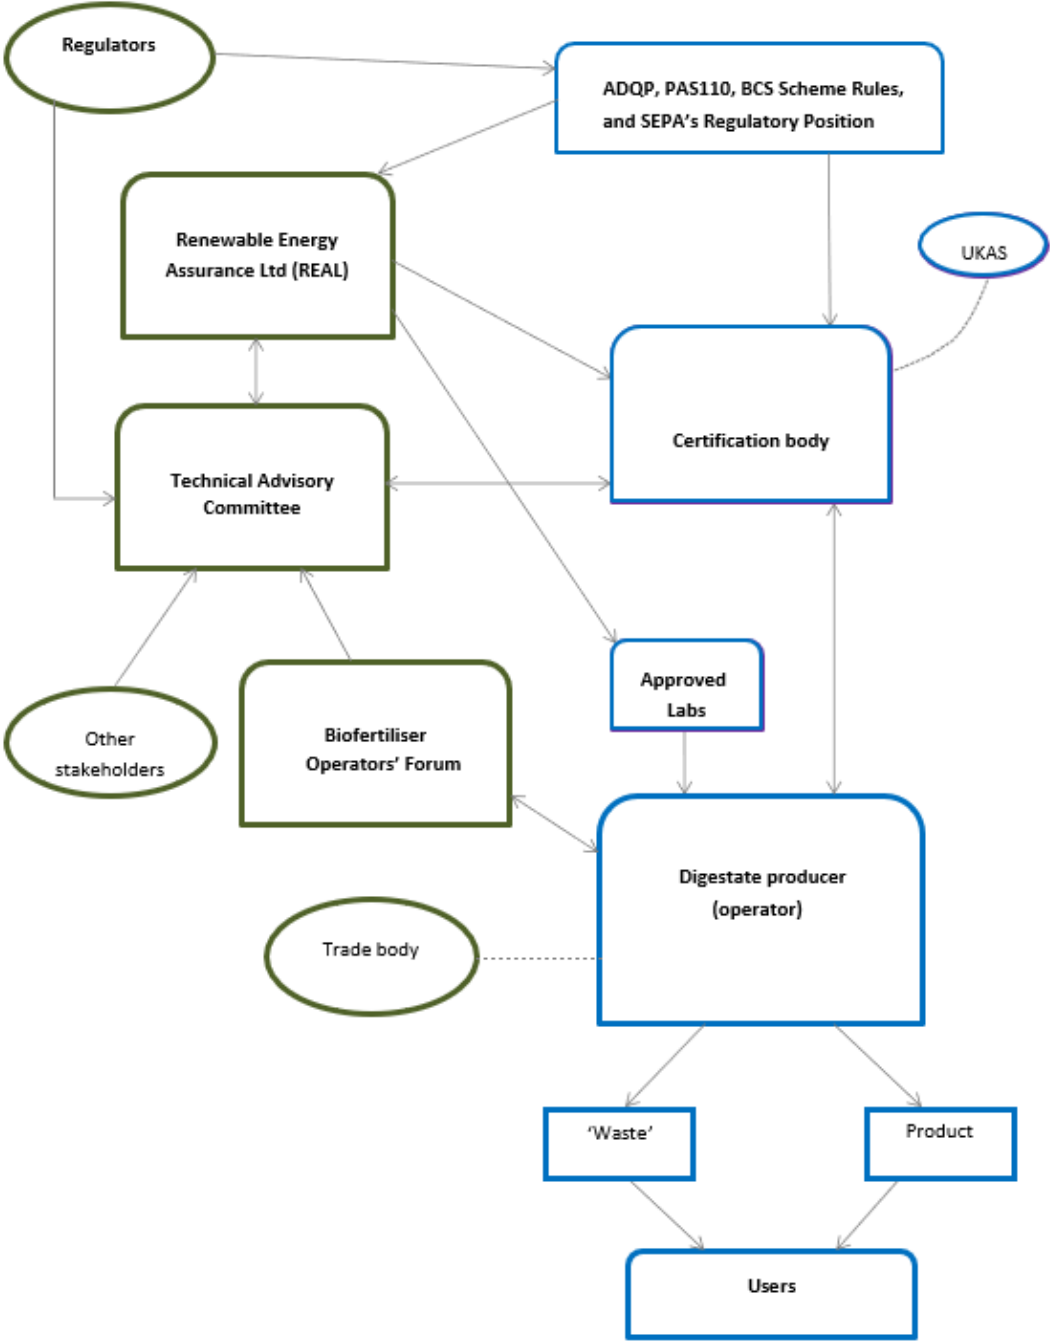 Regulators
ADQP, PAS110, BCS Scheme Rules,
and SEPA’s Regulatory Position
Renewable Energy
Assurance Ltd (REAL)
UKAS
Certification body
Technical Advisory
Committee
Approved
Labs
Other
stakeholders
Biofertiliser
Operators’ Forum
Digestate producer
(operator)
Trade body
‘Waste’
Product
Users